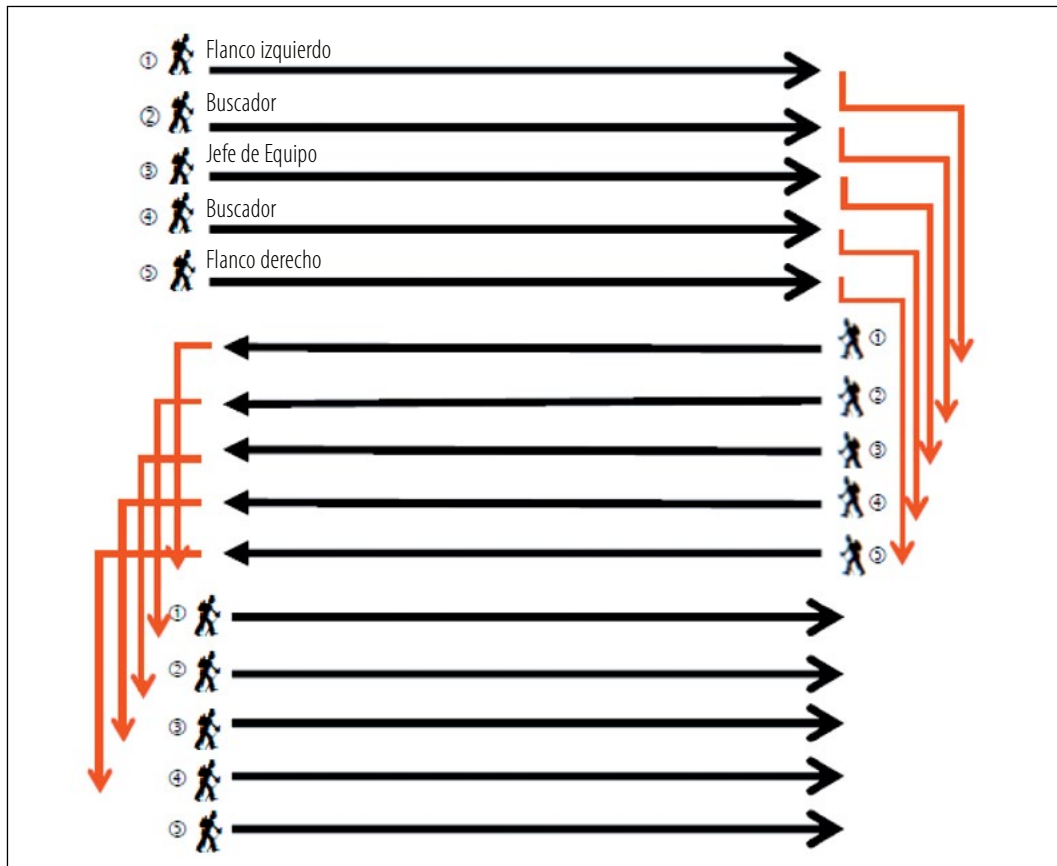 ① Flanco izquierdo
② Buscador
③ Jefe de Equipo
④ Buscador
⑤ Flanco derecho
①
②
③
④
⑤
①
②
③
④
⑤